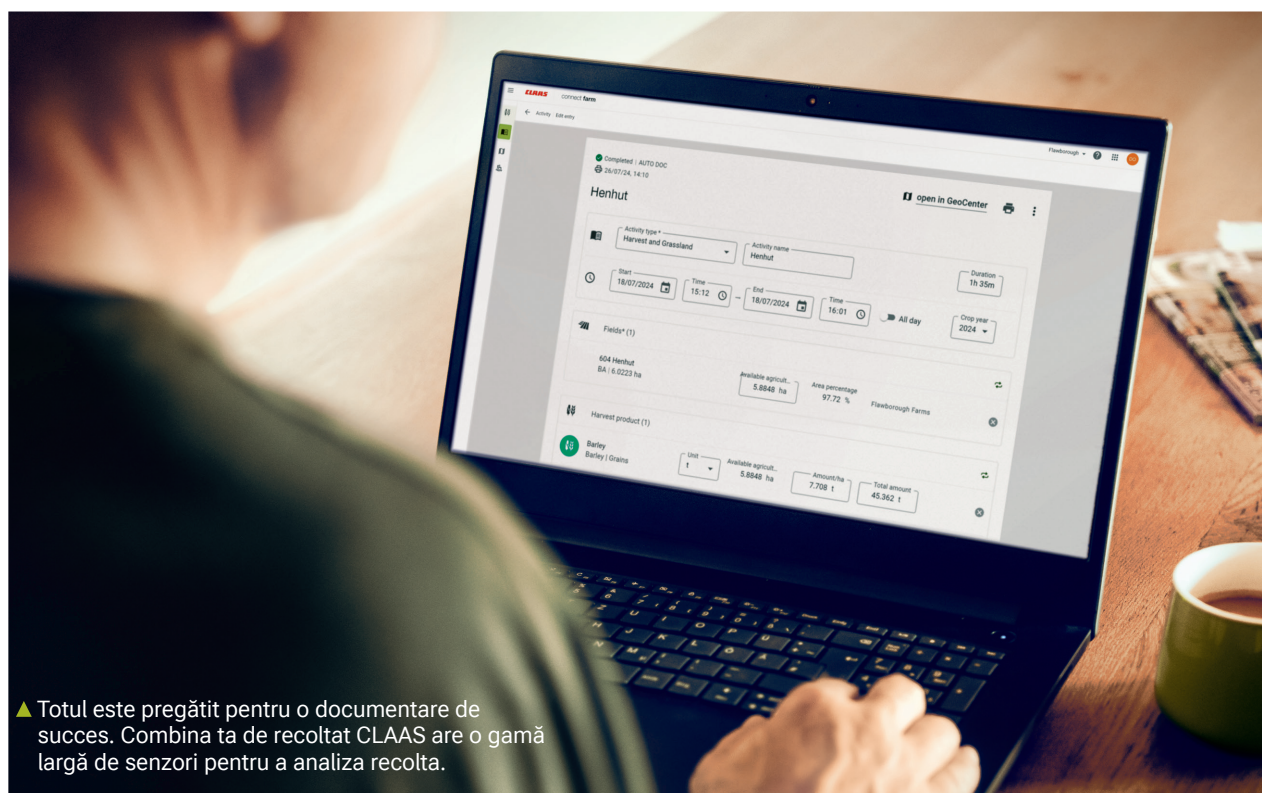 CLAAS connect farm
Flawborough
Activity Edit entry
Completed | AUTO DOC
26/07/24, 14:10
open in GeoCenter
Henhut
Activity type *
Harvest and Grassland
Activity name
Henhut
Duration
1h 35m
Start
18/07/2024
Time
15:12
–
End
18/07/2024
Time
16:01
All day
Crop year
2024
Fields* (1)
604 Henhut
BA | 6.0223 ha
Available agricult...
5.8848 ha
Area percentage
97.72 %
Flawborough Farms
Harvest product (1)
Barley
Barley | Grains
Unit
t
Available agricult...
5.8848 ha
Amount/ha
7.708 t
Total amount
45.362 t
Totul este pregătit pentru o documentare de
succes. Combina ta de recoltat CLAAS are o gamă
largă de senzori pentru a analiza recolta.